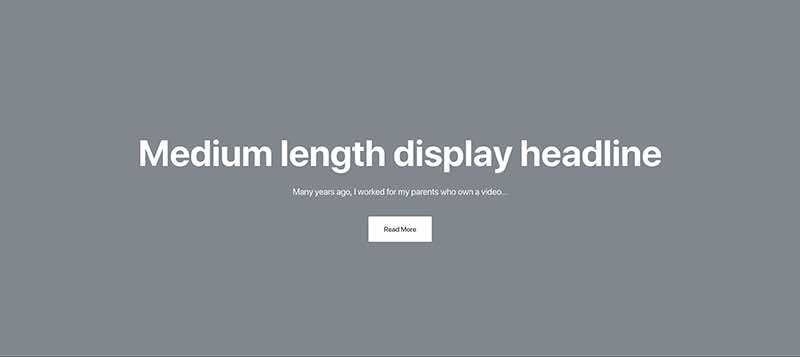 Medium length display headline
Many years ago, I worked for my parents who own a video...
Read More